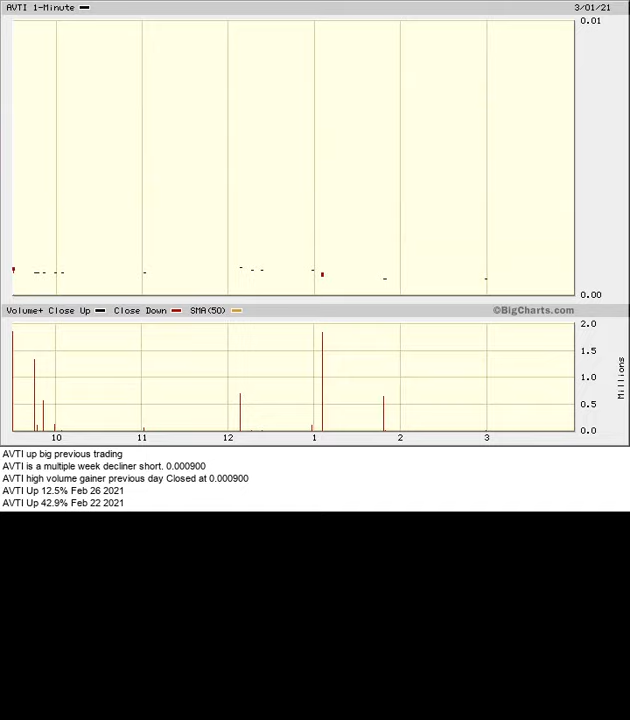 AVTI 1-Minute 3/01/21
0.01
0.00
Volume+ Close Up Close Down SMA(50) ©BigCharts.com
2.0
1.5
1.0
0.5
0.0
Millions
10 11 12 1 2 3
AVTI up big previous trading
AVTI is a multiple week decliner short. 0.000900
AVTI high volume gainer previous day Closed at 0.000900
AVTI Up 12.5% Feb 26 2021
AVTI Up 42.9% Feb 22 2021